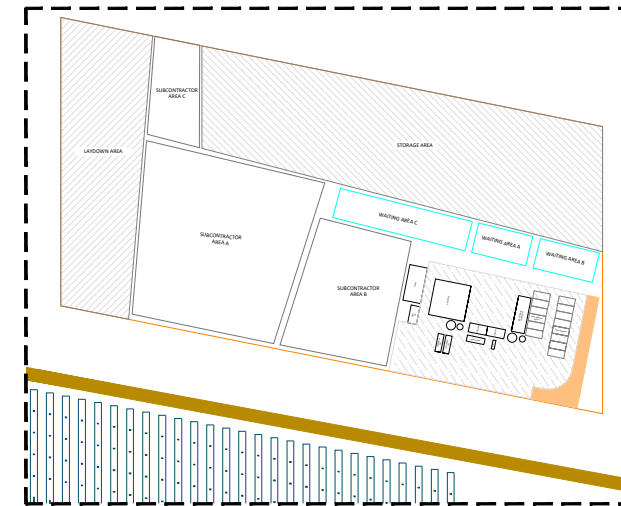 SUBCONTRACTOR
AREA C
LAYDOWN AREA
STORAGE AREA
WAITING AREA C
SUBCONTRACTOR
AREA A
WAITING AREA A
WAITING AREA B
SUBCONTRACTOR
AREA B